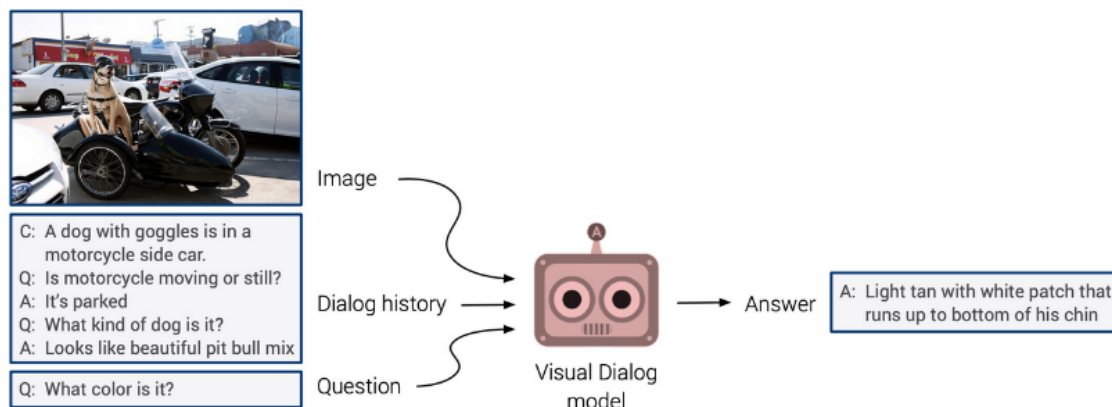 C: A dog with goggles is in a
motorcycle side car.
Q: Is motorcycle moving or still?
A: It's parked
Q: What kind of dog is it?
A: Looks like beautiful pit bull mix
Q: What color is it?
Image
Dialog history
Question
A
Visual Dialog
model
Answer
A: Light tan with white patch that
runs up to bottom of his chin